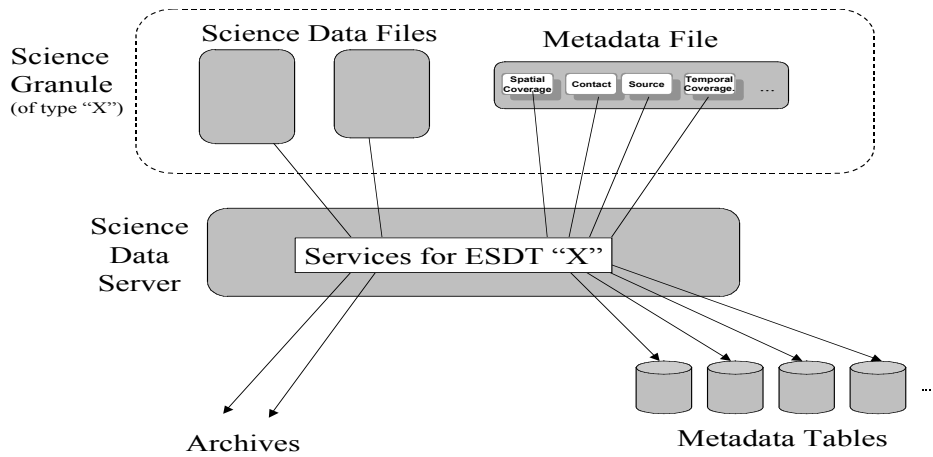 Science Data Files
Metadata File
Science
Granule
(of type “X”)
Spatial
Coverage
Contact
Source
Temporal
Coverage.
...
Science
Data
Server
Services for ESDT “X”
...
Archives
Metadata Tables